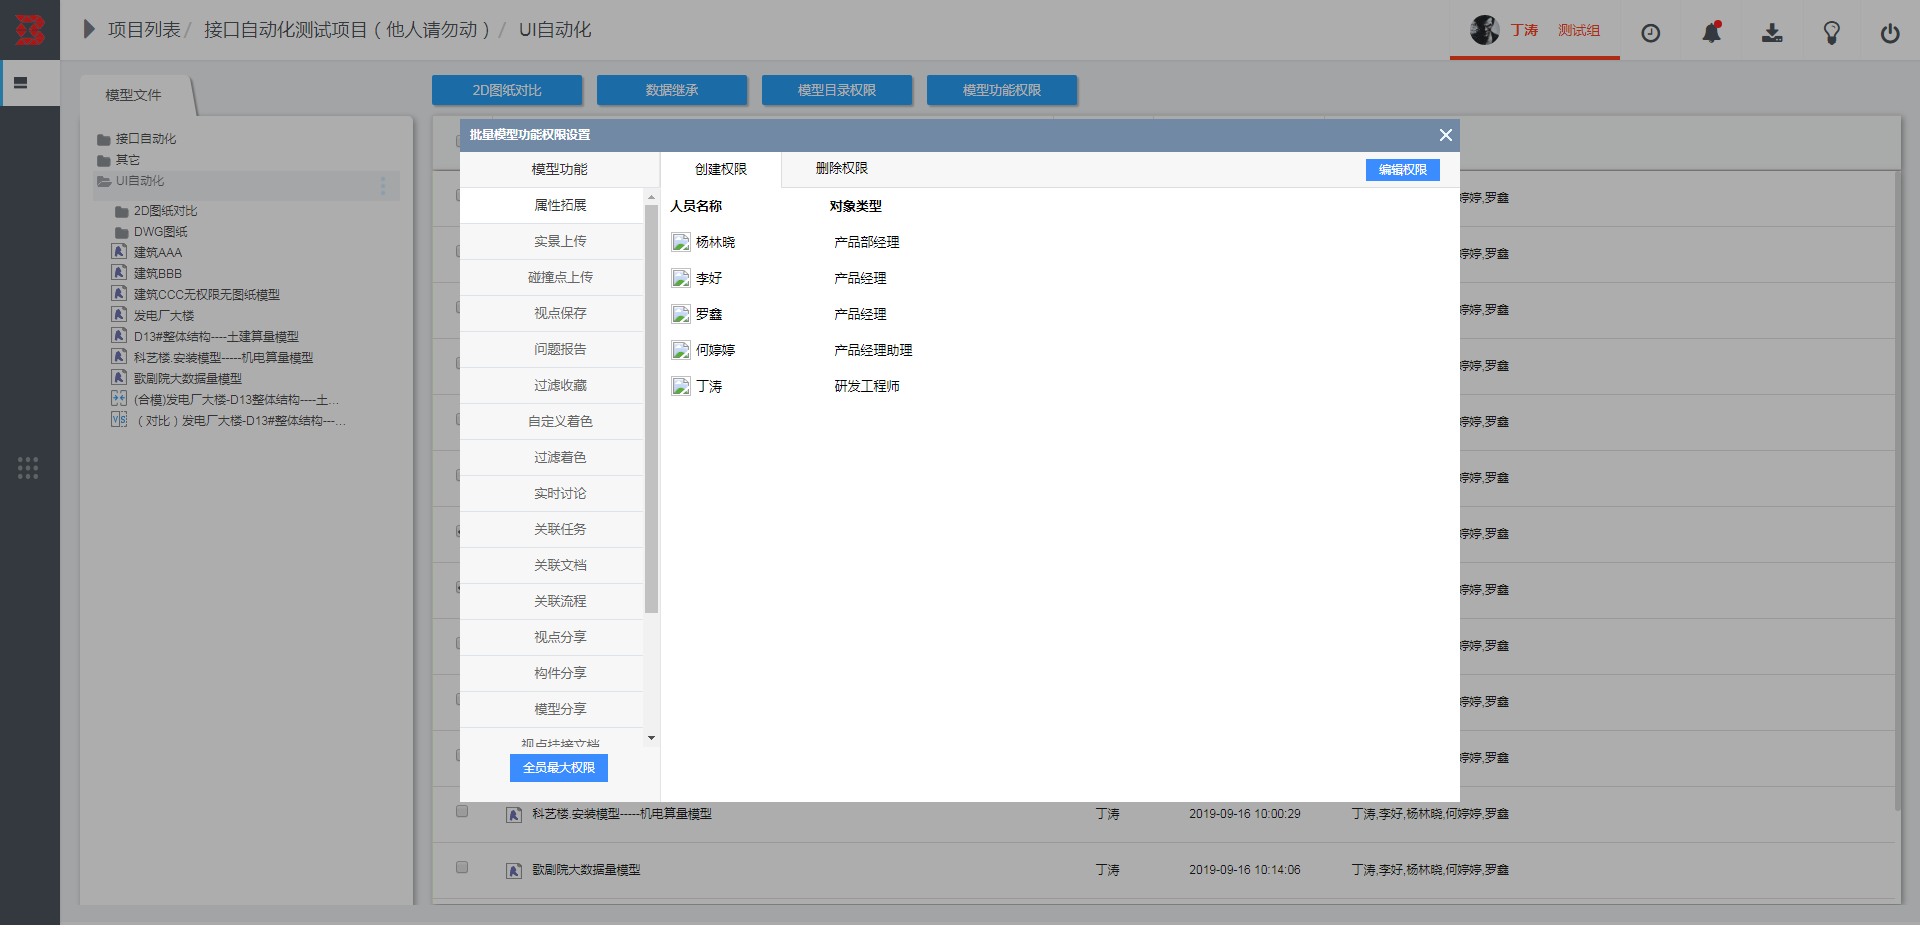 项目列表 / 接口自动化测试项目（他人请勿动） / UI自动化
丁涛 测试组
模型文件
2D图纸对比 数据继承 模型目录权限 模型功能权限
接口自动化
其它
UI自动化
2D图纸对比
DWG图纸
建筑AAA
建筑BBB
建筑CCC无权限无图纸模型
发电厂大楼
D13#整体结构----土建算量模型
科艺楼.安装模型-----机电算量模型
歌剧院大数据量模型
(合模)发电厂大楼-D13整体结构----土...
（对比）发电厂大楼-D13#整体结构---...
批量模型功能权限设置
模型功能 创建权限 删除权限 编辑权限
属性拓展
实景上传
碰撞点上传
视点保存
问题报告
过滤收藏
自定义着色
过滤着色
实时讨论
关联任务
关联文档
关联流程
视点分享
构件分享
模型分享
视点挂接文档
全员最大权限
人员名称 对象类型
杨林晓 产品部经理
李好 产品经理
罗鑫 产品经理
何婷婷 产品经理助理
丁涛 研发工程师
婷婷,罗鑫
婷婷,罗鑫
婷婷,罗鑫
婷婷,罗鑫
婷婷,罗鑫
婷婷,罗鑫
婷婷,罗鑫
婷婷,罗鑫
婷婷,罗鑫
婷婷,罗鑫
婷婷,罗鑫
科艺楼.安装模型-----机电算量模型 丁涛 2019-09-16 10:00:29 丁涛,李好,杨林晓,何婷婷,罗鑫
歌剧院大数据量模型 丁涛 2019-09-16 10:14:06 丁涛,李好,杨林晓,何婷婷,罗鑫